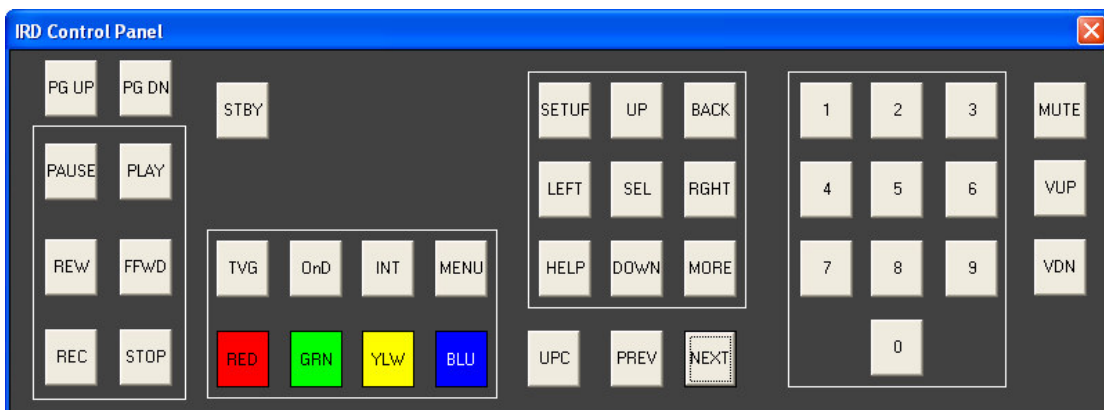 IRD Control Panel
PG UP PG DN
STBY
PAUSE PLAY
REW FFWD
REC STOP
TVG OnD INT MENU
RED GRN YLW BLU
SETUP UP BACK
LEFT SEL RGHT
HELP DOWN MORE
UPC PREV NEXT
1 2 3
4 5 6
7 8 9
0
MUTE
VUP
VDN